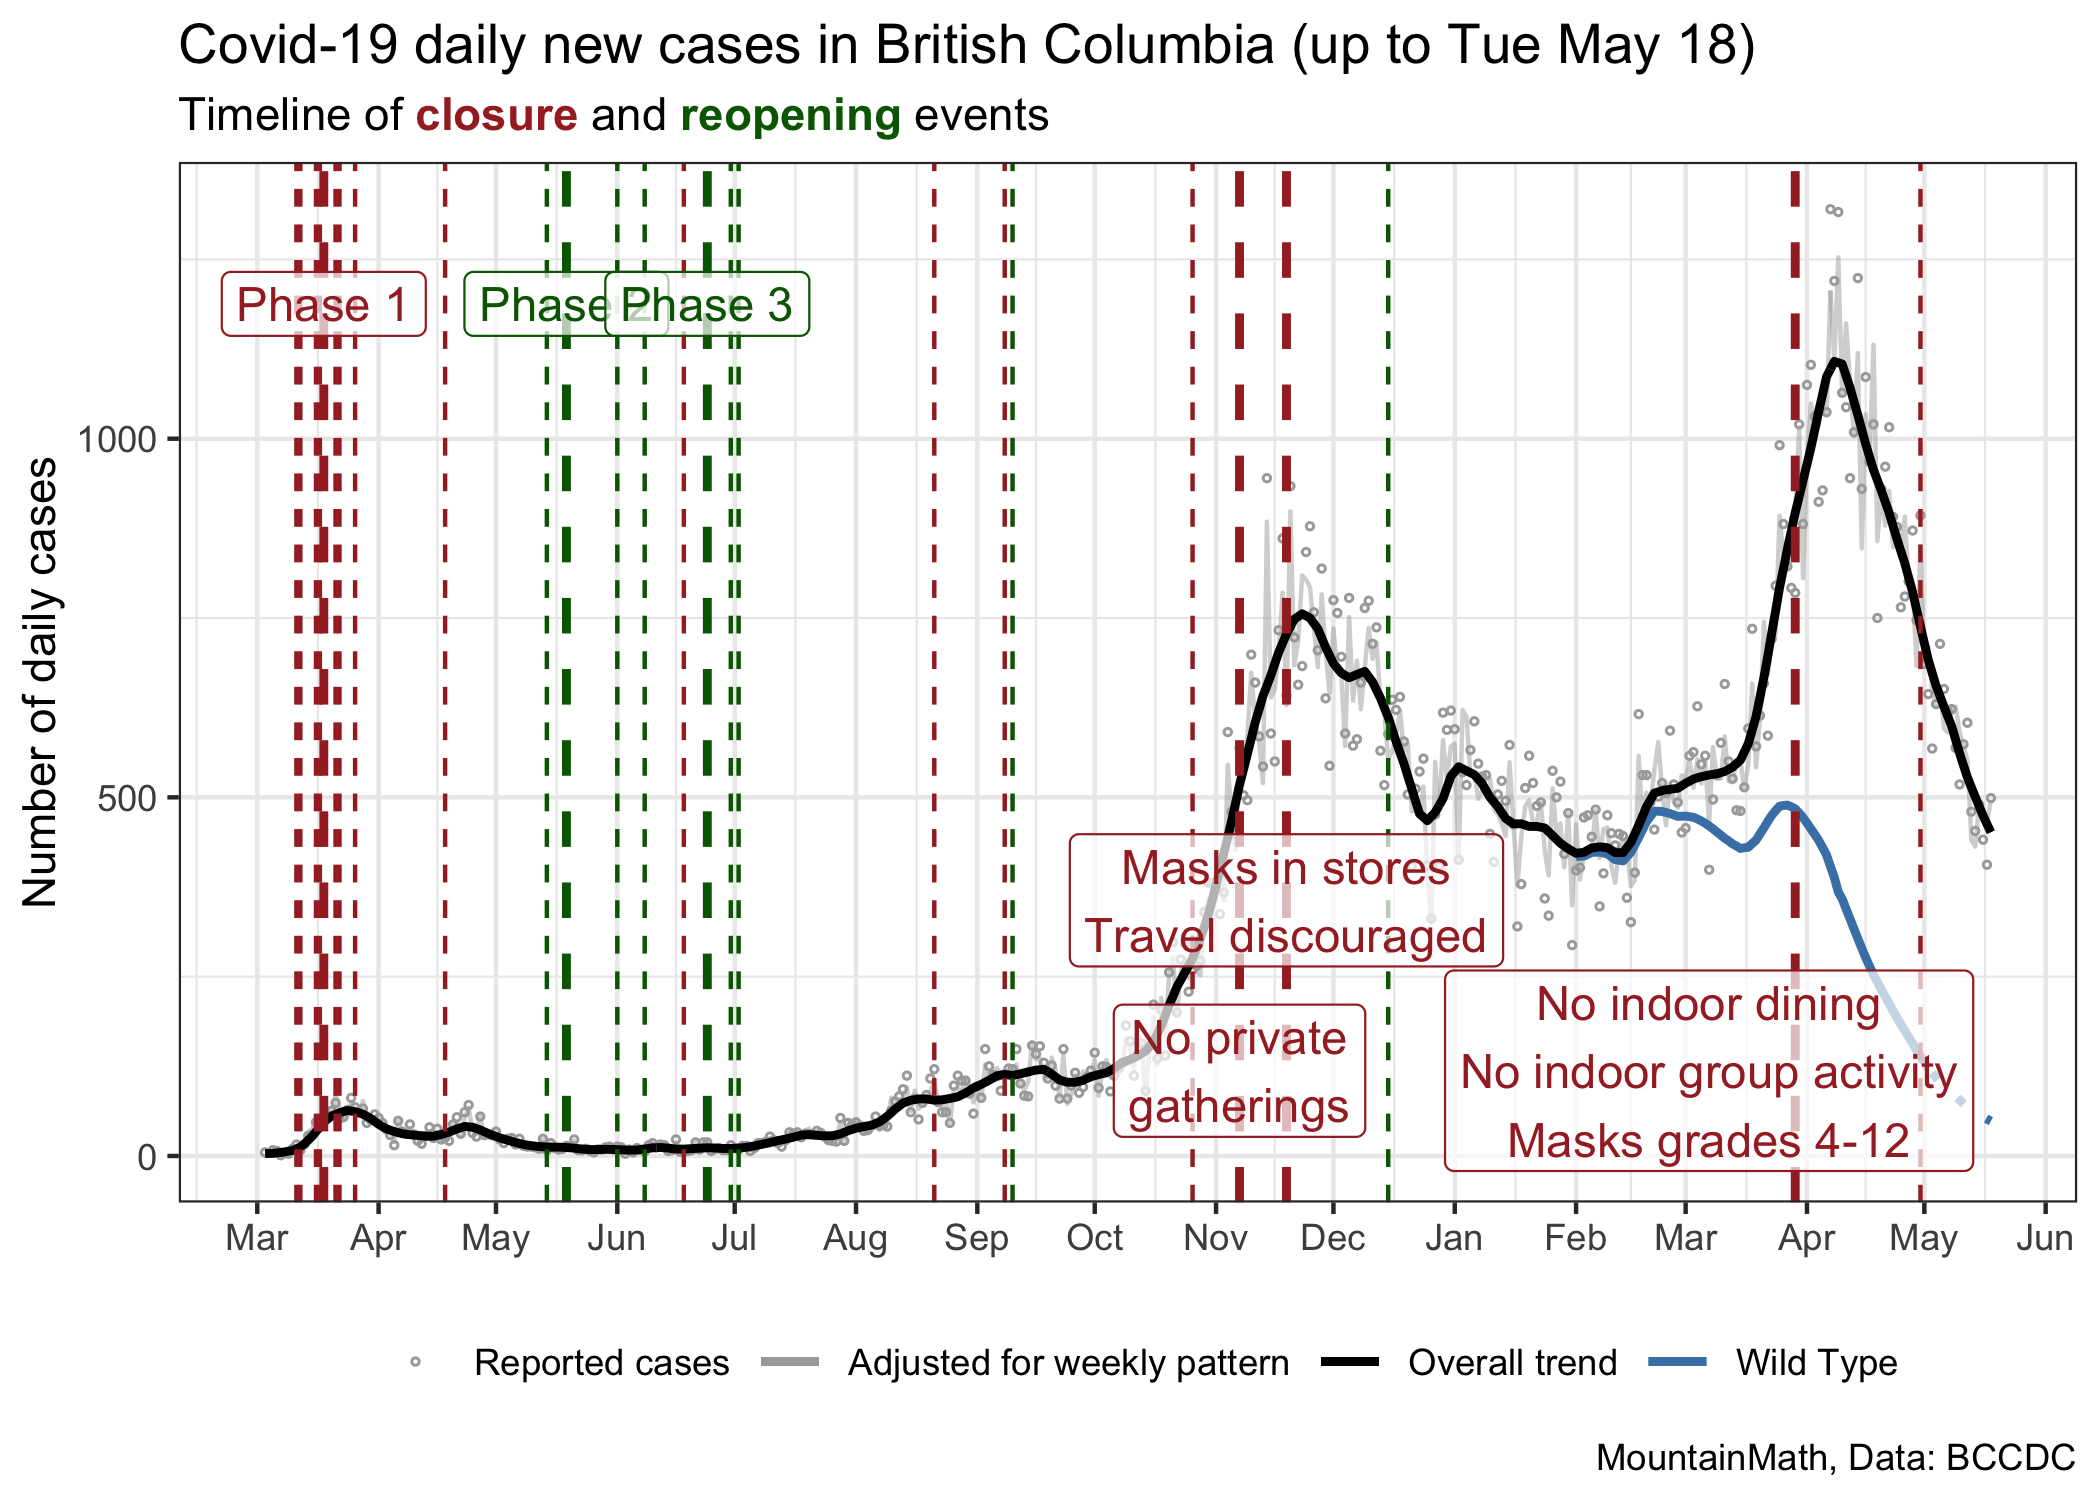 Covid-19 daily new cases in British Columbia (up to Tue May 18)
Timeline of closure and reopening events
Number of daily cases
1000
500
0
Phase 1
Phase 2
Phase 3
Masks in stores
Travel discouraged
No private
gatherings
No indoor dining
No indoor group activity
Masks grades 4-12
Mar Apr May Jun Jul Aug Sep Oct Nov Dec Jan Feb Mar Apr May Jun
Reported cases Adjusted for weekly pattern Overall trend Wild Type
MountainMath, Data: BCCDC